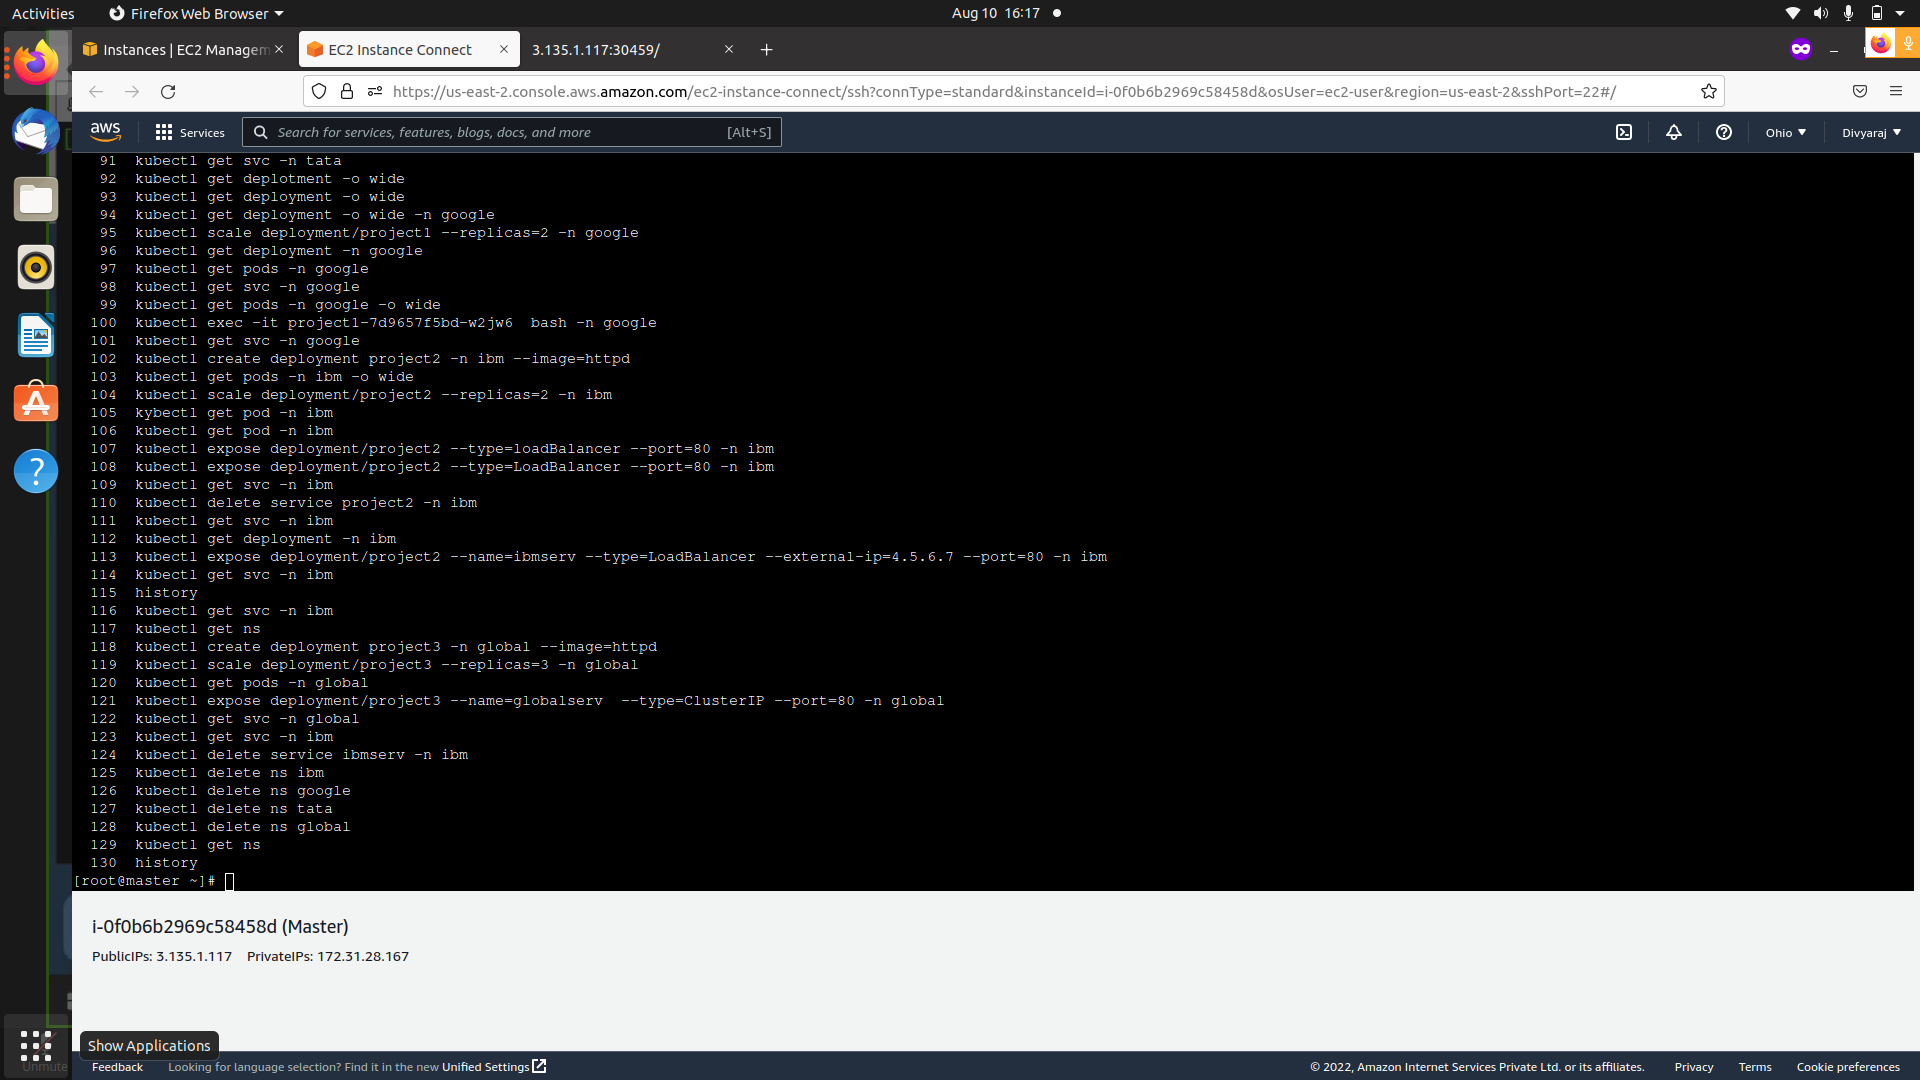 Activities
Firefox Web Browser
Aug 10 16:17
Instances | EC2 Managem
EC2 Instance Connect
3.135.1.117:30459/
https://us-east-2.console.aws.amazon.com/ec2-instance-connect/ssh?connType=standard&instanceId=i-0f0b6b2969c58458d&osUser=ec2-user&region=us-east-2&sshPort=22#/
aws
Services
Search for services, features, blogs, docs, and more
[Alt+S]
Ohio
Divyaraj
91 kubectl get svc -n tata
92 kubectl get deplotment -o wide
93 kubectl get deployment -o wide
94 kubectl get deployment -o wide -n google
95 kubectl scale deployment/project1 --replicas=2 -n google
96 kubectl get deployment -n google
97 kubectl get pods -n google
98 kubectl get svc -n google
99 kubectl get pods -n google -o wide
100 kubectl exec -it project1-7d9657f5bd-w2jw6  bash -n google
101 kubectl get svc -n google
102 kubectl create deployment project2 -n ibm --image=httpd
103 kubectl get pods -n ibm -o wide
104 kubectl scale deployment/project2 --replicas=2 -n ibm
105 kybectl get pod -n ibm
106 kubectl get pod -n ibm
107 kubectl expose deployment/project2 --type=loadBalancer --port=80 -n ibm
108 kubectl expose deployment/project2 --type=LoadBalancer --port=80 -n ibm
109 kubectl get svc -n ibm
110 kubectl delete service project2 -n ibm
111 kubectl get svc -n ibm
112 kubectl get deployment -n ibm
113 kubectl expose deployment/project2 --name=ibmserv --type=LoadBalancer --external-ip=4.5.6.7 --port=80 -n ibm
114 kubectl get svc -n ibm
115 history
116 kubectl get svc -n ibm
117 kubectl get ns
118 kubectl create deployment project3 -n global --image=httpd
119 kubectl scale deployment/project3 --replicas=3 -n global
120 kubectl get pods -n global
121 kubectl expose deployment/project3 --name=globalserv  --type=ClusterIP --port=80 -n global
122 kubectl get svc -n global
123 kubectl get svc -n ibm
124 kubectl delete service ibmserv -n ibm
125 kubectl delete ns ibm
126 kubectl delete ns google
127 kubectl delete ns tata
128 kubectl delete ns global
129 kubectl get ns
130 history
[root@master ~]#
i-0f0b6b2969c58458d (Master)
PublicIPs: 3.135.1.117 PrivateIPs: 172.31.28.167
Show Applications
Unmute
Feedback
Looking for language selection? Find it in the new Unified Settings
© 2022, Amazon Internet Services Private Ltd. or its affiliates.
Privacy
Terms
Cookie preferences